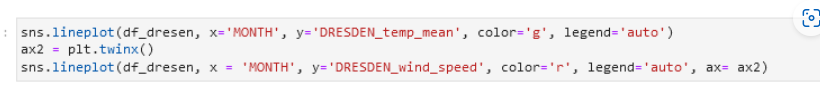 :
sns.lineplot(df_dresen, x='MONTH', y='DRESDEN_temp_mean', color='g', legend='auto')
ax2 = plt.twinx()
sns.lineplot(df_dresen, x = 'MONTH', y='DRESDEN_wind_speed', color='r', legend='auto', ax= ax2)